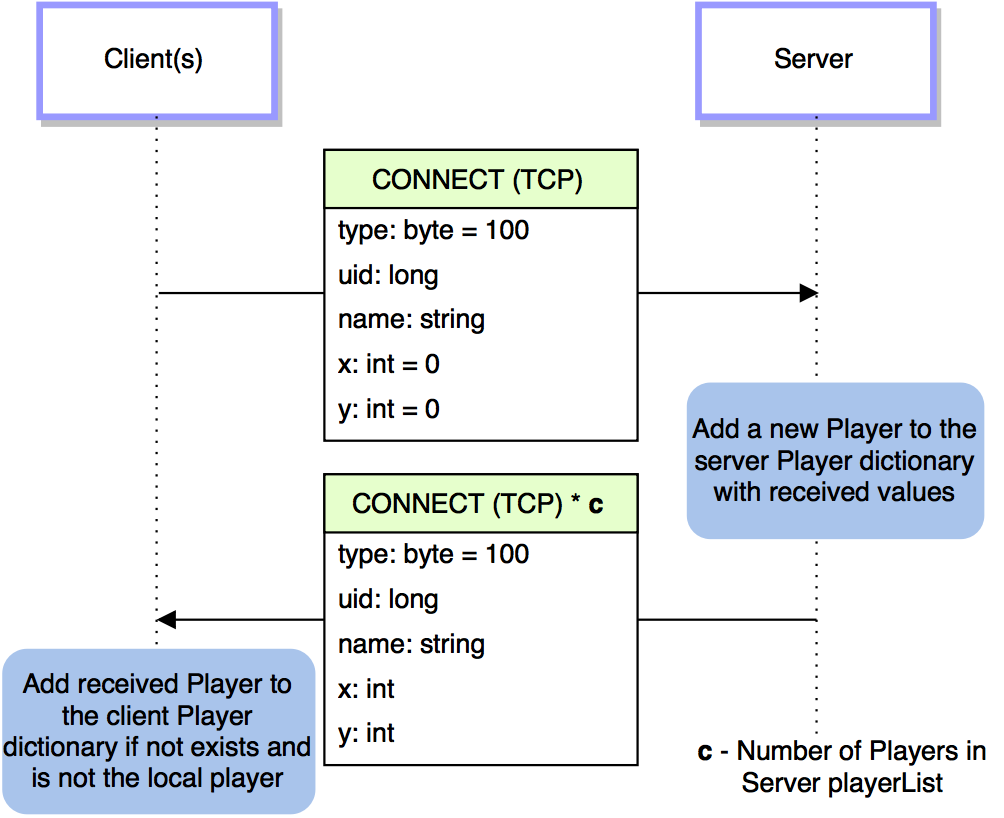 Client(s)
Server
CONNECT (TCP)
type: byte = 100
uid: long
name: string
x: int = 0
y: int = 0
Add a new Player to the
server Player dictionary
with received values
CONNECT (TCP) * c
type: byte = 100
uid: long
name: string
x: int
y: int
Add received Player to
the client Player
dictionary if not exists and
is not the local player
c - Number of Players in
Server playerList